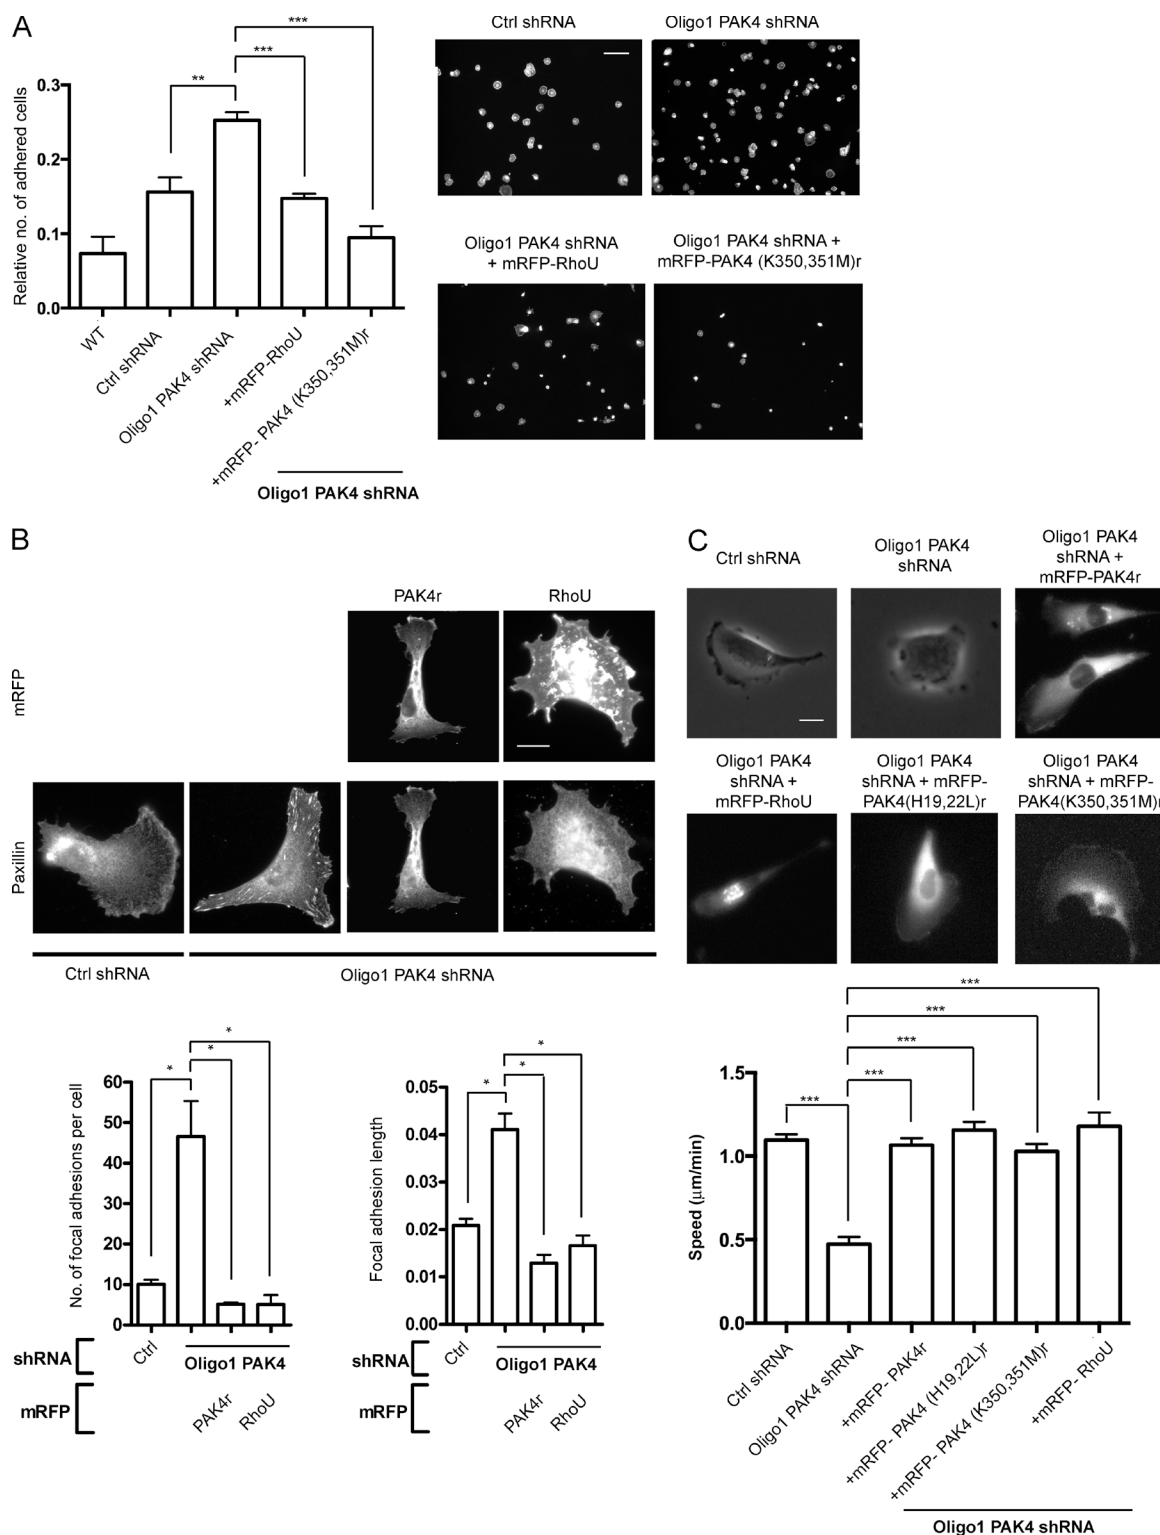 A
Relative no. of adhered cells
0.3
0.2
0.1
0.0
**
***
***
WT
Ctrl shRNA
Oligo1 PAK4 shRNA
+mRFP-RhoU
+mRFP- PAK4 (K350,351M)r
Oligo1 PAK4 shRNA
Ctrl shRNA
Oligo1 PAK4 shRNA
Oligo1 PAK4 shRNA
+ mRFP-RhoU
Oligo1 PAK4 shRNA +
mRFP-PAK4 (K350,351M)r
B
PAK4r
RhoU
mRFP
Paxillin
Ctrl shRNA
Oligo1 PAK4 shRNA
No. of focal adhesions per cell
60
50
40
30
20
10
0
*
*
*
Ctrl
Oligo1 PAK4
shRNA
mRFP
PAK4r
RhoU
Focal adhesion length
0.05
0.04
0.03
0.02
0.01
0.00
*
*
*
Ctrl
Oligo1 PAK4
shRNA
mRFP
PAK4r
RhoU
C
Ctrl shRNA
Oligo1 PAK4
shRNA
Oligo1 PAK4
shRNA +
mRFP-PAK4r
Oligo1 PAK4
shRNA +
mRFP-RhoU
Oligo1 PAK4
shRNA + mRFP-
PAK4(H19,22L)r
Oligo1 PAK4
shRNA + mRFP-
PAK4(K350,351M)r
Speed (µm/min)
1.5
1.0
0.5
0.0
***
***
***
***
***
Ctrl shRNA
Oligo1 PAK4 shRNA
+mRFP- PAK4r
+mRFP- PAK4 (H19,22L)r
+mRFP- PAK4 (K350,351M)r
+mRFP- RhoU
Oligo1 PAK4 shRNA